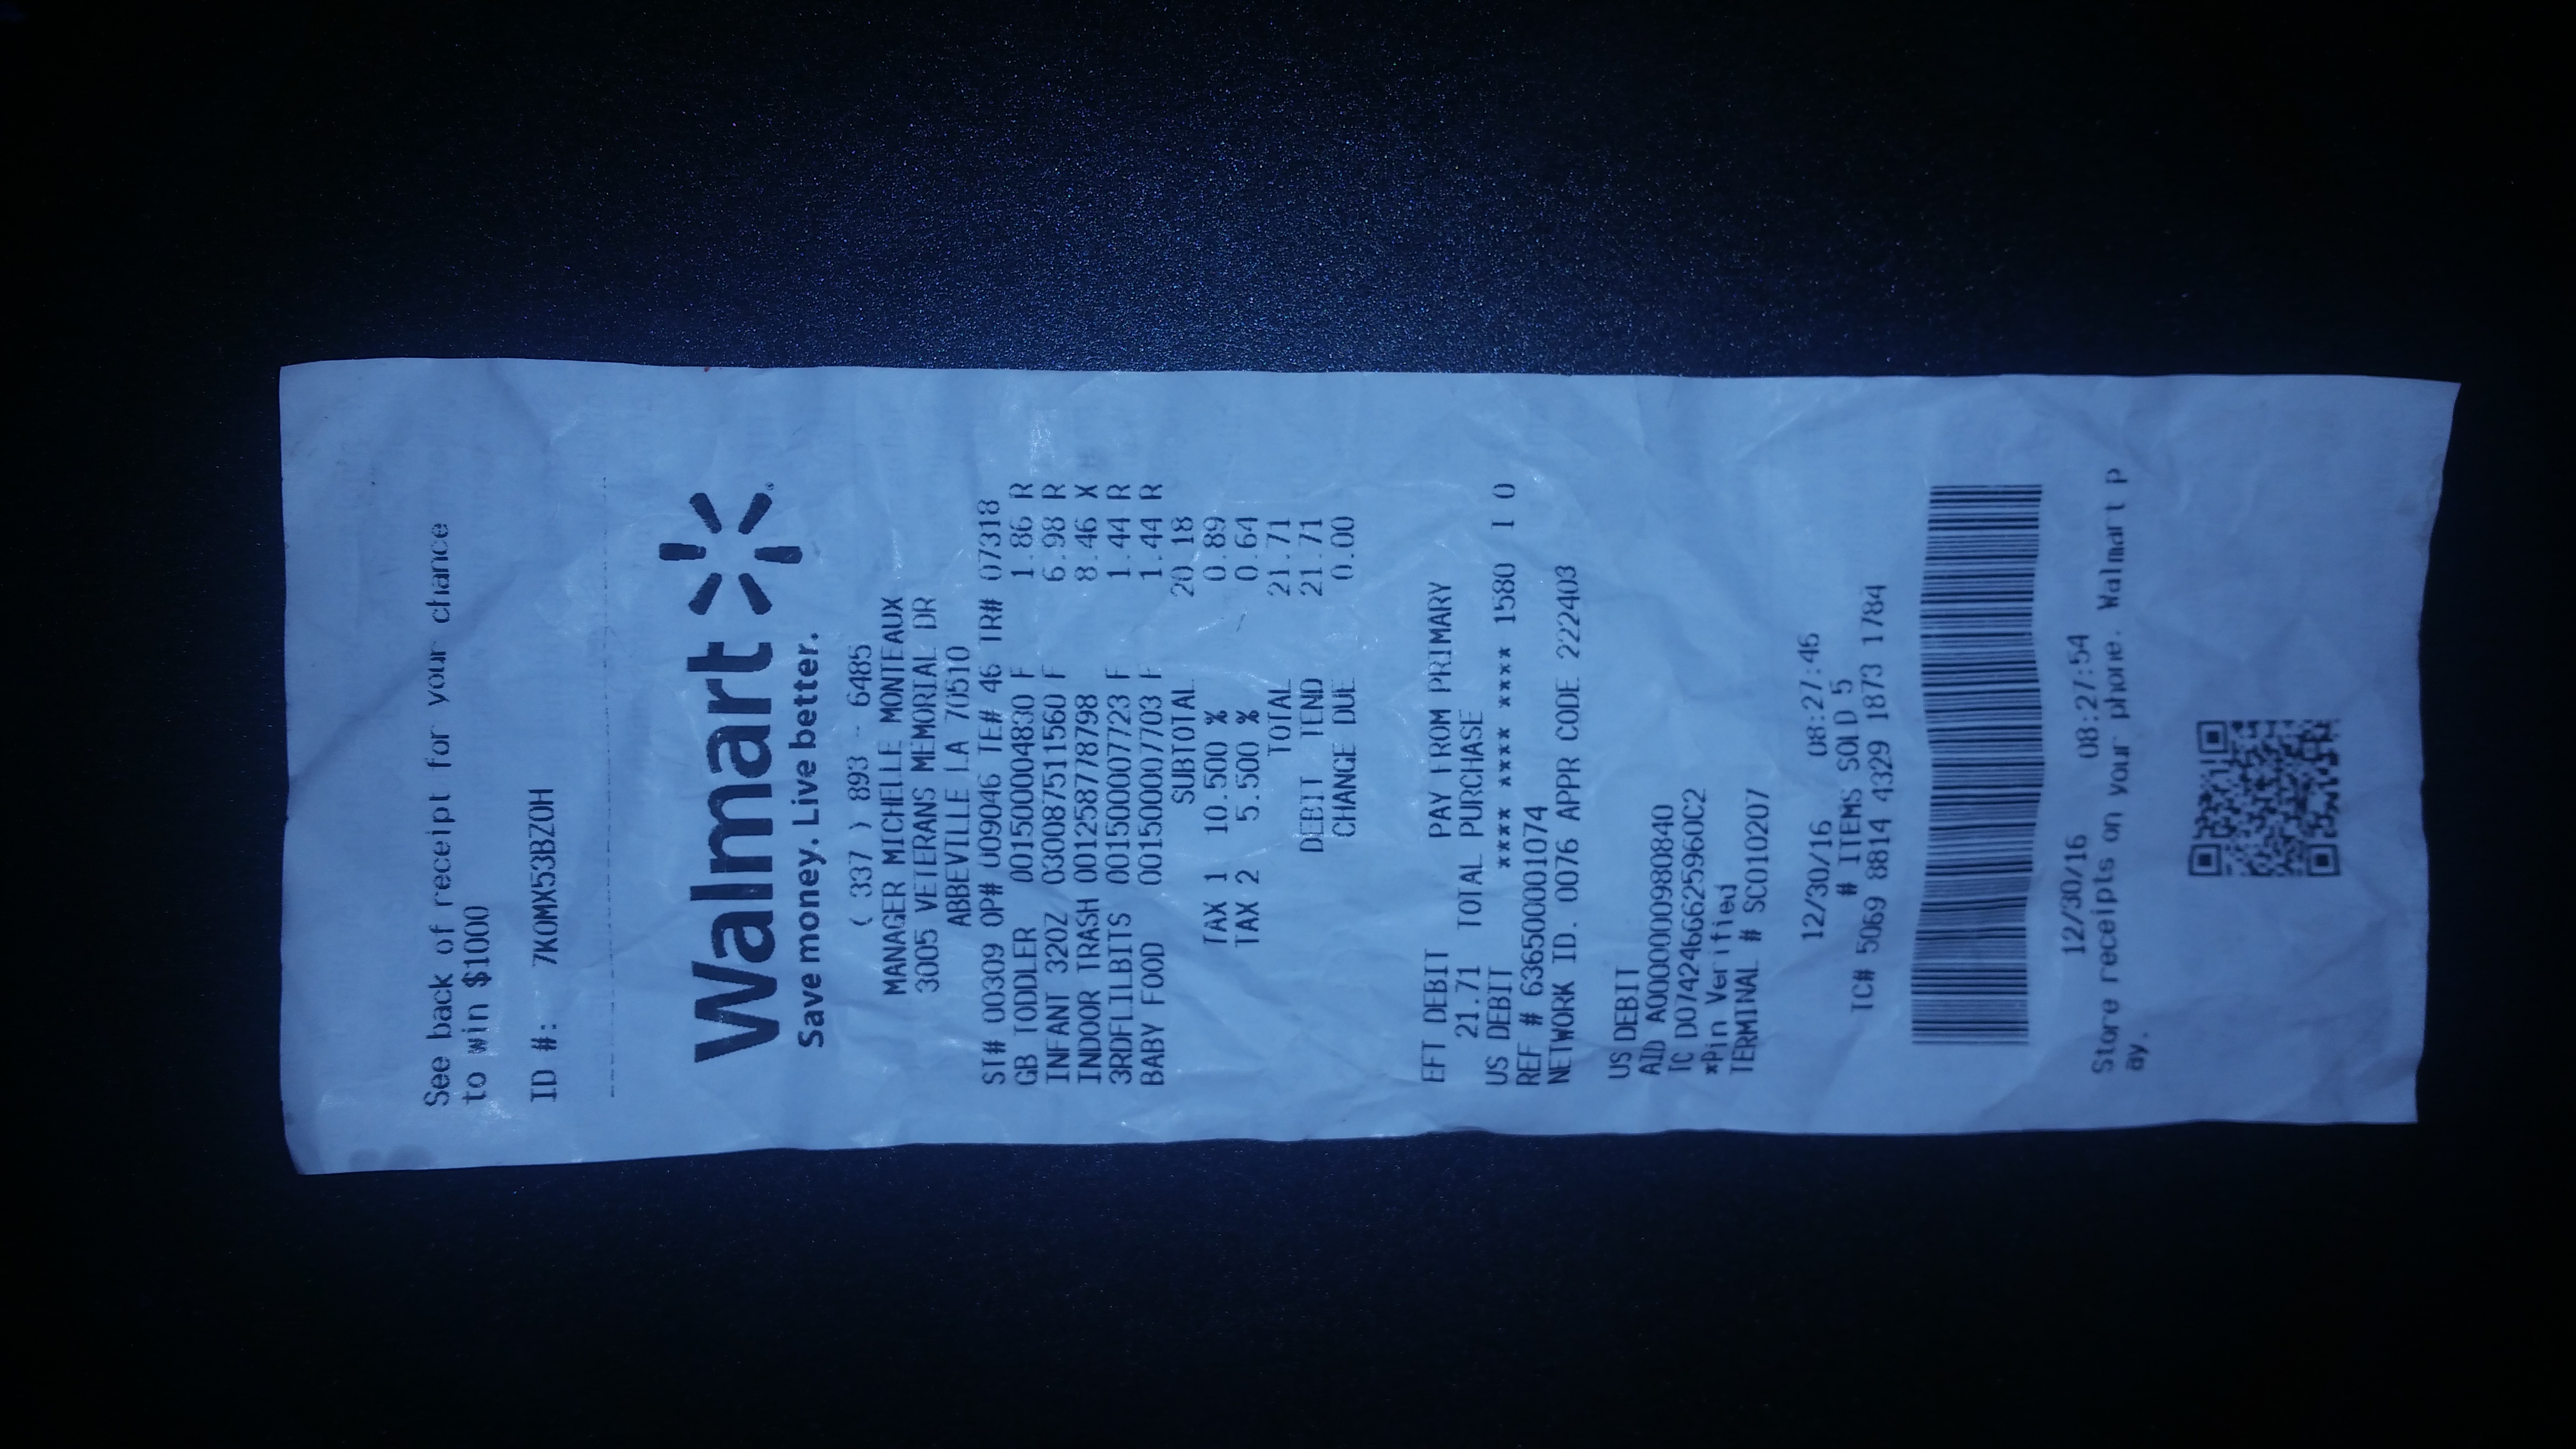 See back of receipt for your chance
to win $1000
ID #: 7K0MX53BZ0H
Walmart
Save money. Live better.
( 337 ) 893 - 6485
MANAGER MICHELLE MONTEAUX
3005 VETERANS MEMORIAL DR
ABBEVILLE LA 70510
ST# 00309 OP# 009046 TE# 46 TR# 07318
GB TODDLER 001500004830 F 1.86 R
INFANT 32OZ 030087511560 F 6.98 R
INDOOR TRASH 001258778798 8.46 X
3RDFLILBITS 001500007723 F 1.44 R
BABY FOOD 001500007703 F 1.44 R
SUBTOTAL 20.18
TAX 1 10.500 % 0.89
TAX 2 5.500 % 0.64
TOTAL 21.71
DEBIT TEND 21.71
CHANGE DUE 0.00
EFT DEBIT PAY FROM PRIMARY
21.71 TOTAL PURCHASE
US DEBIT **** **** **** 1580 I 0
REF # 636500001074
NETWORK ID. 0076 APPR CODE 222403
US DEBIT
AID A0000000980840
TC D0742466625960C2
*Pin Verified
TERMINAL # SC010207
12/30/16 08:27:46
# ITEMS SOLD 5
TC# 5069 8814 4329 1873 1784
12/30/16 08:27:54
Store receipts on your phone. Walmart P
ay.